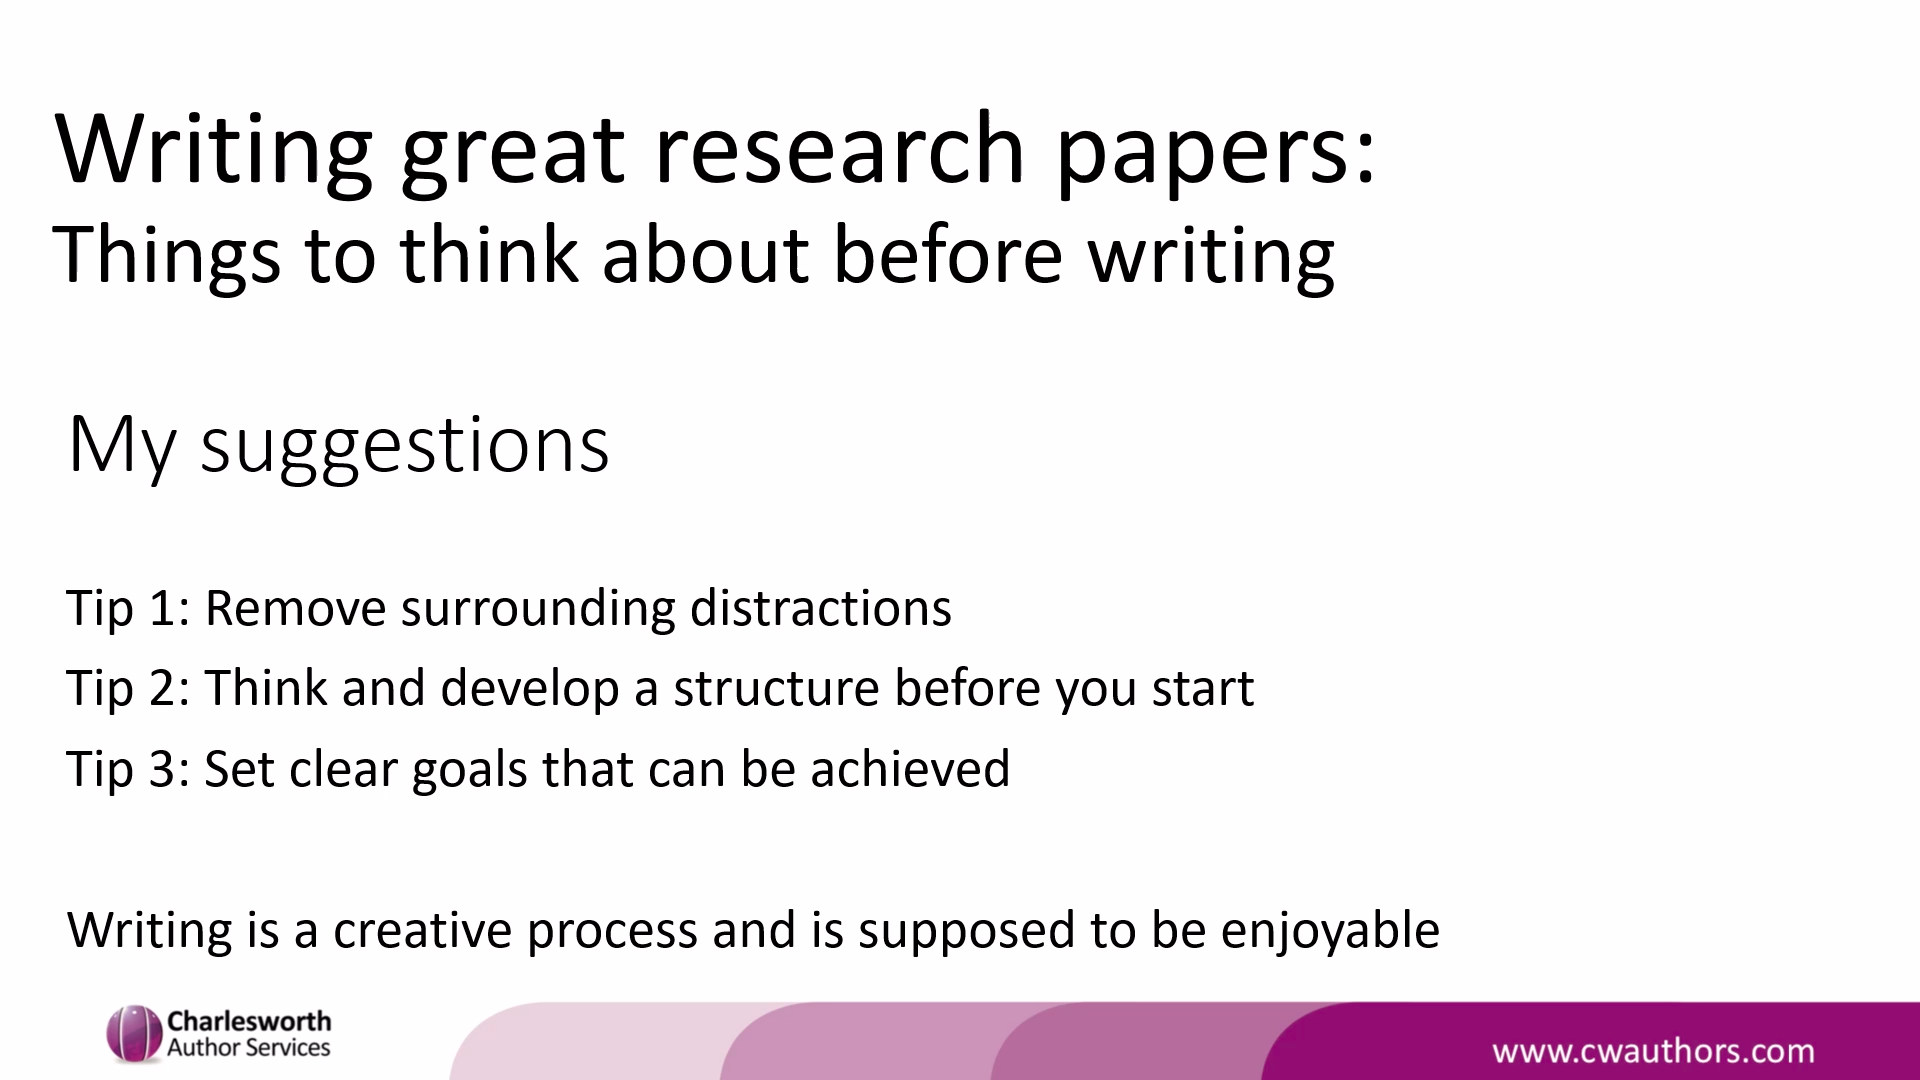 Writing great research papers:
Things to think about before writing
My suggestions
Tip 1: Remove surrounding distractions
Tip 2: Think and develop a structure before you start
Tip 3: Set clear goals that can be achieved
Writing is a creative process and is supposed to be enjoyable
Charlesworth
Author Services
www.cwauthors.com